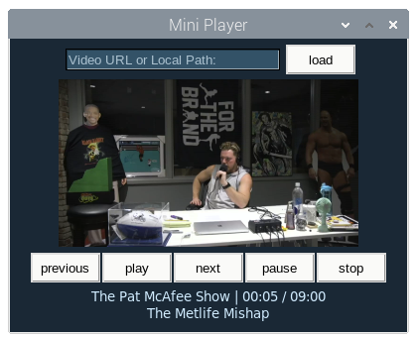 Mini Player
Video URL or Local Path:
load
FOR
THE
BRAND
previous
play
next
pause
stop
The Pat McAfee Show | 00:05 / 09:00
The Metlife Mishap